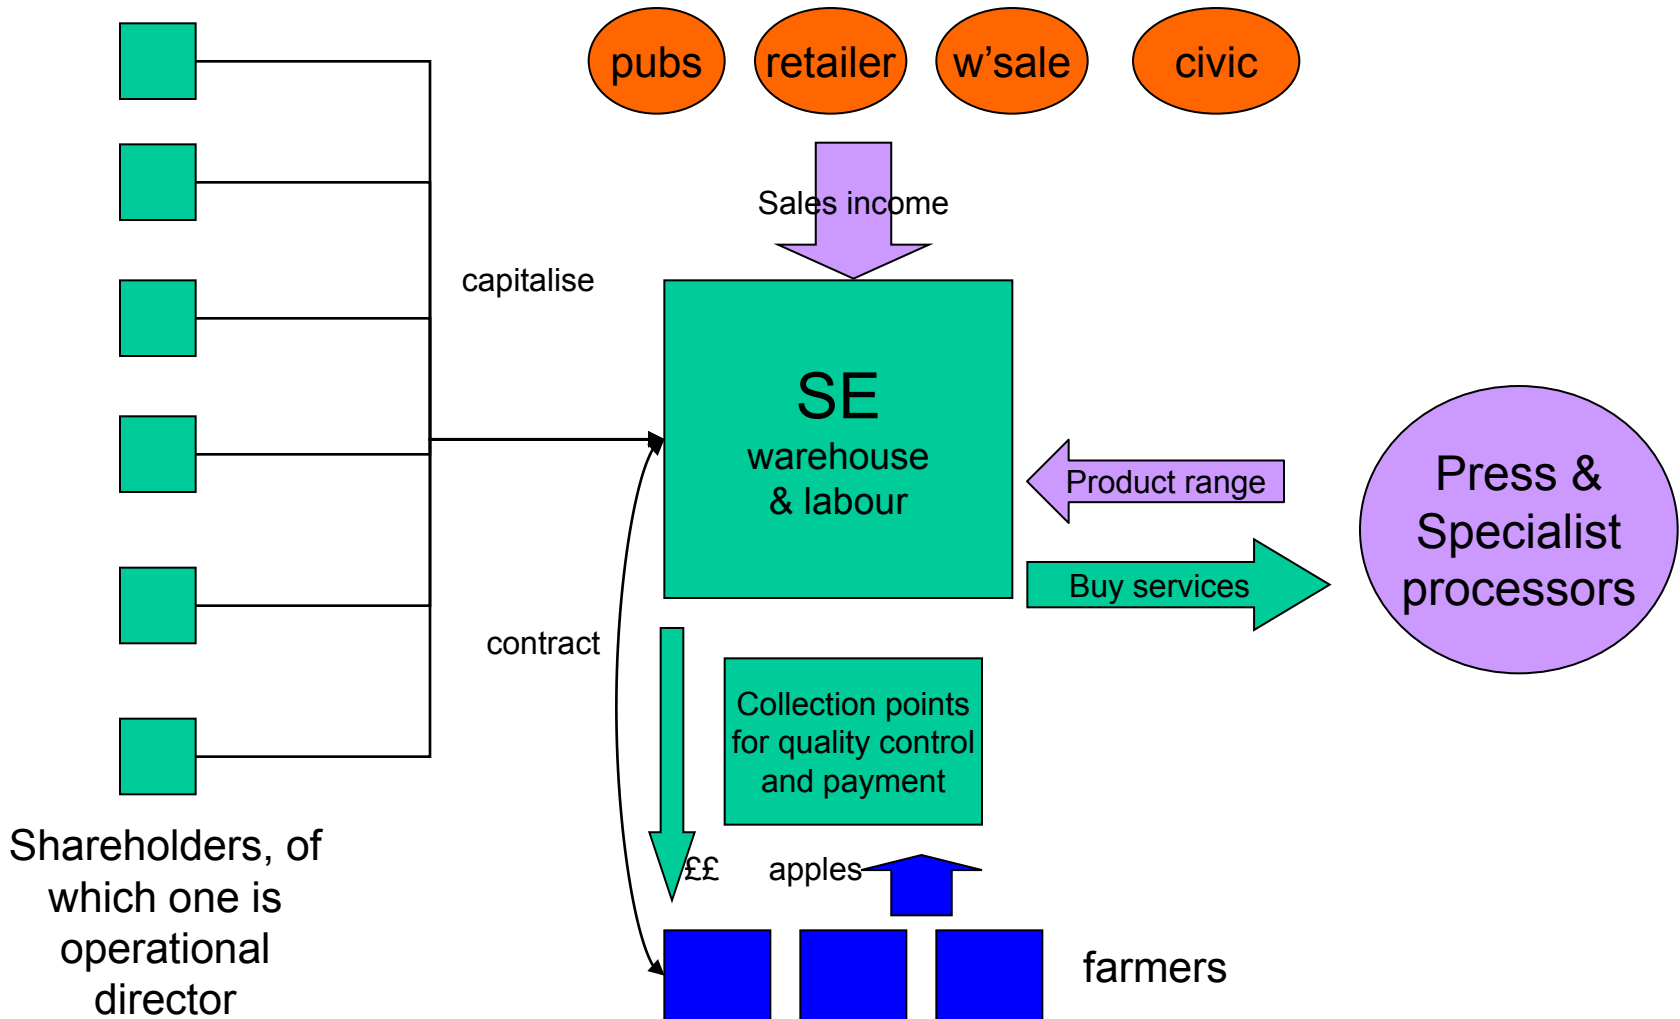 pubs
retailer
w’sale
civic
Sales income
capitalise
SE
warehouse
& labour
Product range
Buy services
Press &
Specialist
processors
contract
Collection points
for quality control
and payment
££
apples
farmers
Shareholders, of
which one is
operational
director